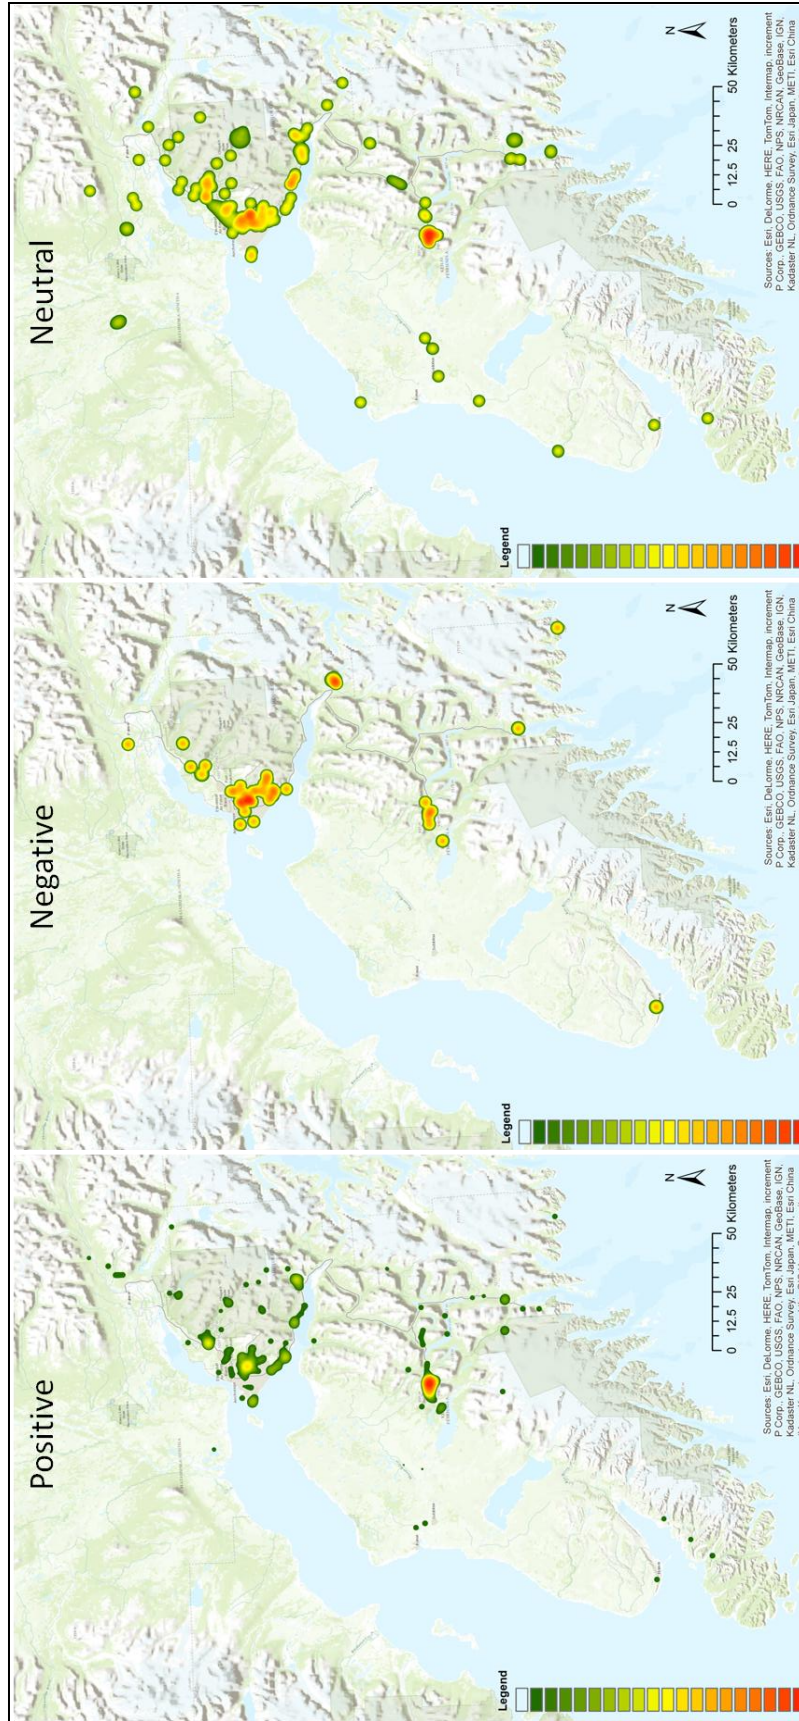 Positive
Legend
0 12.5 25 50 Kilometers
N
Sources: Esri, DeLorme, HERE, TomTom, Intermap, increment
P Corp., GEBCO, USGS, FAO, NPS, NRCAN, GeoBase, IGN,
Kadaster NL, Ordnance Survey, Esri Japan, METI, Esri China
Negative
Legend
0 12.5 25 50 Kilometers
N
Sources: Esri, DeLorme, HERE, TomTom, Intermap, increment
P Corp., GEBCO, USGS, FAO, NPS, NRCAN, GeoBase, IGN,
Kadaster NL, Ordnance Survey, Esri Japan, METI, Esri China
Neutral
Legend
0 12.5 25 50 Kilometers
N
Sources: Esri, DeLorme, HERE, TomTom, Intermap, increment
P Corp., GEBCO, USGS, FAO, NPS, NRCAN, GeoBase, IGN,
Kadaster NL, Ordnance Survey, Esri Japan, METI, Esri China